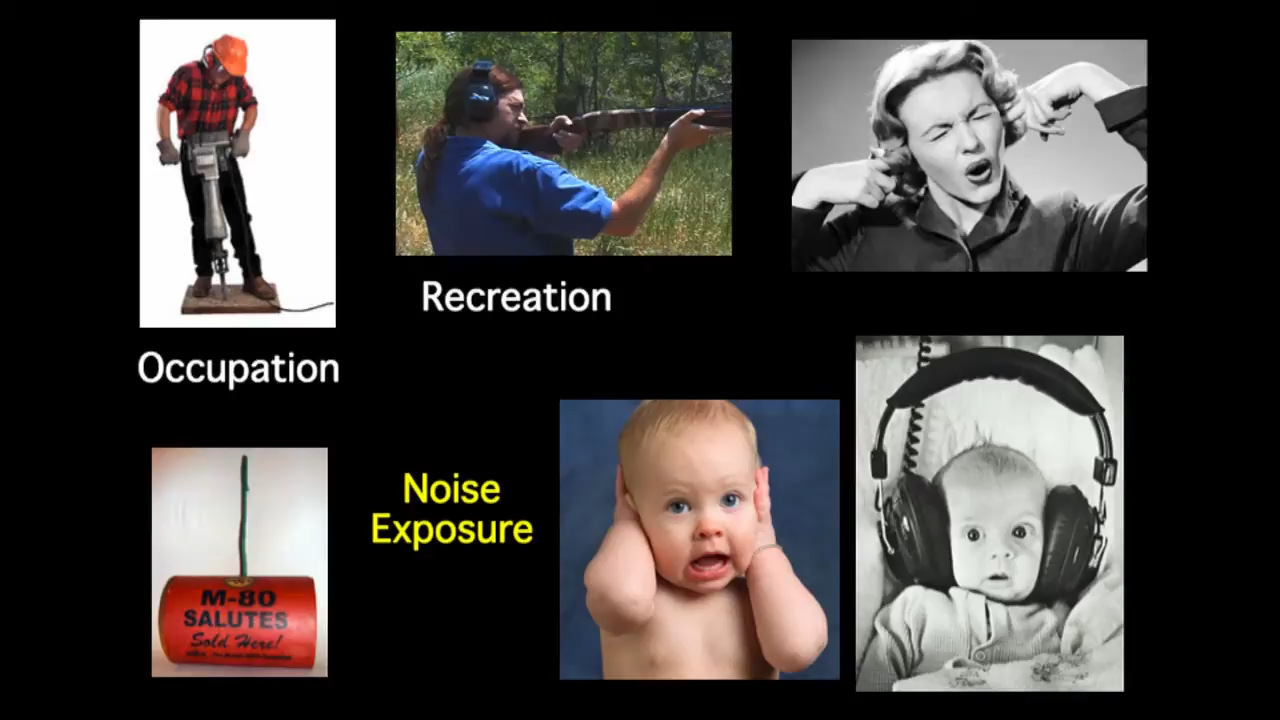 Recreation
Occupation
Noise
Exposure
M-80
SALUTES
Sold Here!